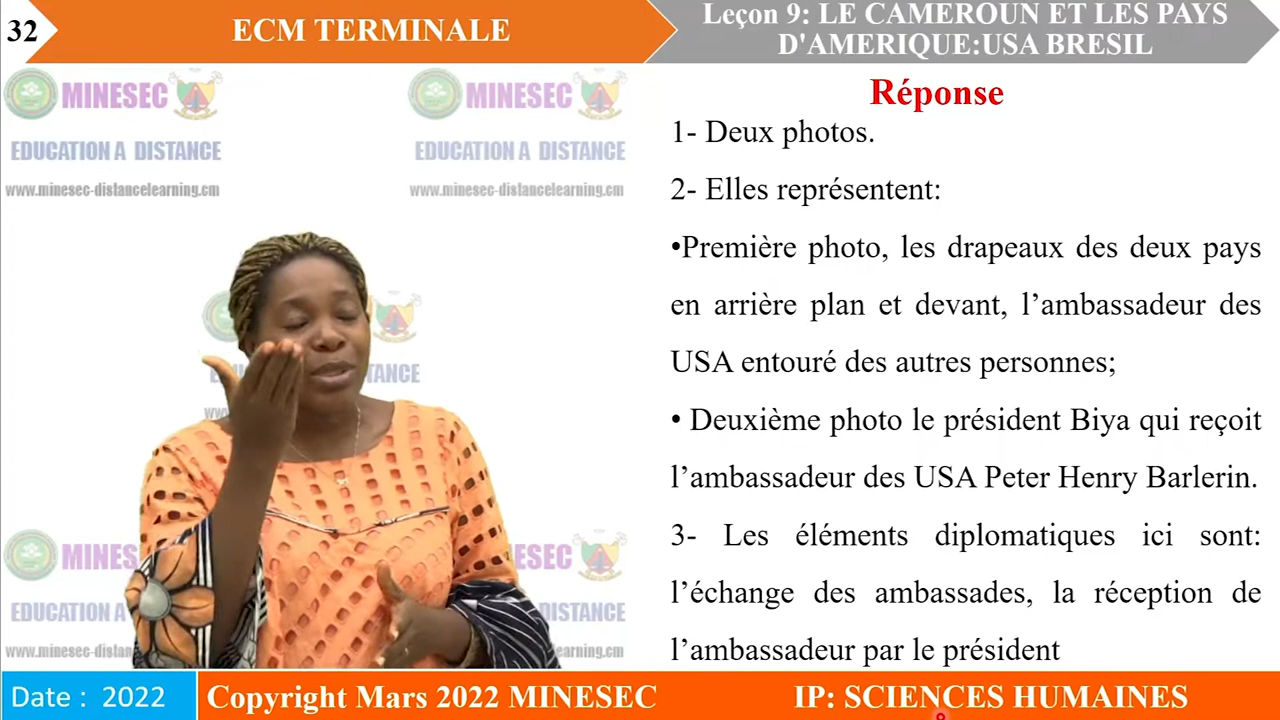 32
ECM TERMINALE
Leçon 9: LE CAMEROUN ET LES PAYS
D'AMERIQUE:USA BRESIL
MINESEC
MINESEC
EDUCATION A DISTANCE
EDUCATION A DISTANCE
www.minesec-distancelearning.cm
www.minesec-distancelearning.cm
Réponse
1- Deux photos.
2- Elles représentent:
•Première photo, les drapeaux des deux pays
en arrière plan et devant, l’ambassadeur des
USA entouré des autres personnes;
• Deuxième photo le président Biya qui reçoit
l’ambassadeur des USA Peter Henry Barlerin.
3- Les éléments diplomatiques ici sont:
l’échange des ambassades, la réception de
l’ambassadeur par le président
Date : 2022
Copyright Mars 2022 MINESEC
IP: SCIENCES HUMAINES